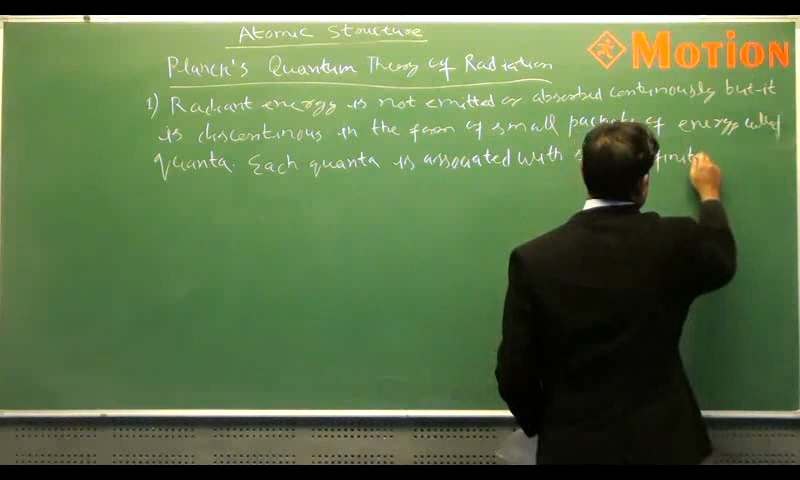 Atomic Structure
MOTION
Planck's Quantum Theory of Radiation
1) Radiant energy is not emitted or absorbed continuously but it
is discontinous in the form of small packets of energy called
quanta. Each quanta is associated with